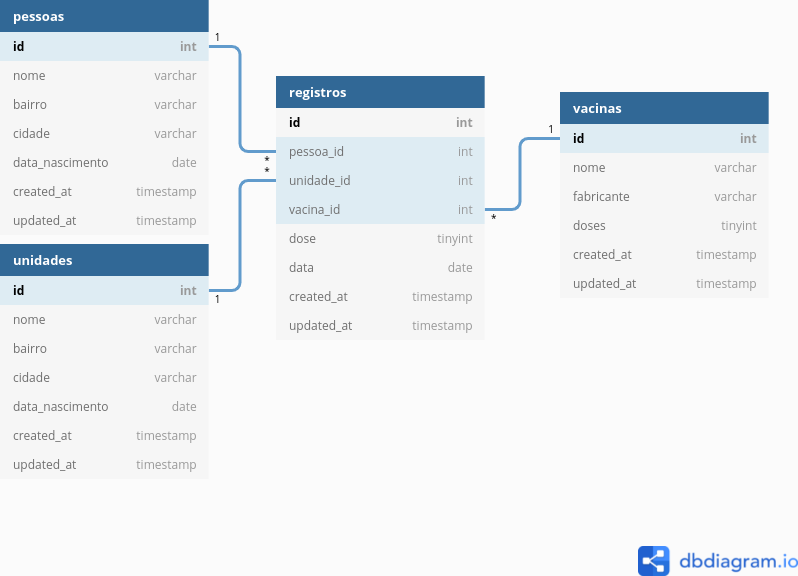 pessoas
id int
nome varchar
bairro varchar
cidade varchar
data_nascimento date
created_at timestamp
updated_at timestamp
unidades
id int
nome varchar
bairro varchar
cidade varchar
data_nascimento date
created_at timestamp
updated_at timestamp
1
*
*
1
registros
id int
pessoa_id int
unidade_id int
vacina_id int
dose tinyint
data date
created_at timestamp
updated_at timestamp
*
1
vacinas
id int
nome varchar
fabricante varchar
doses tinyint
created_at timestamp
updated_at timestamp
dbdiagram.io